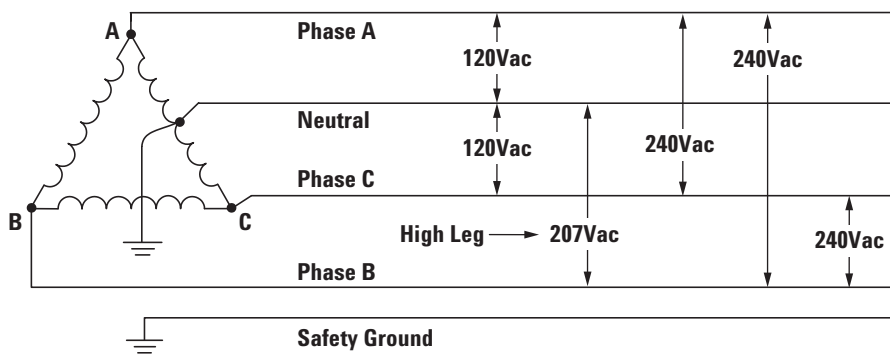 A
Phase A
120Vac
240Vac
Neutral
120Vac
240Vac
Phase C
B
C
High Leg
207Vac
240Vac
Phase B
Safety Ground